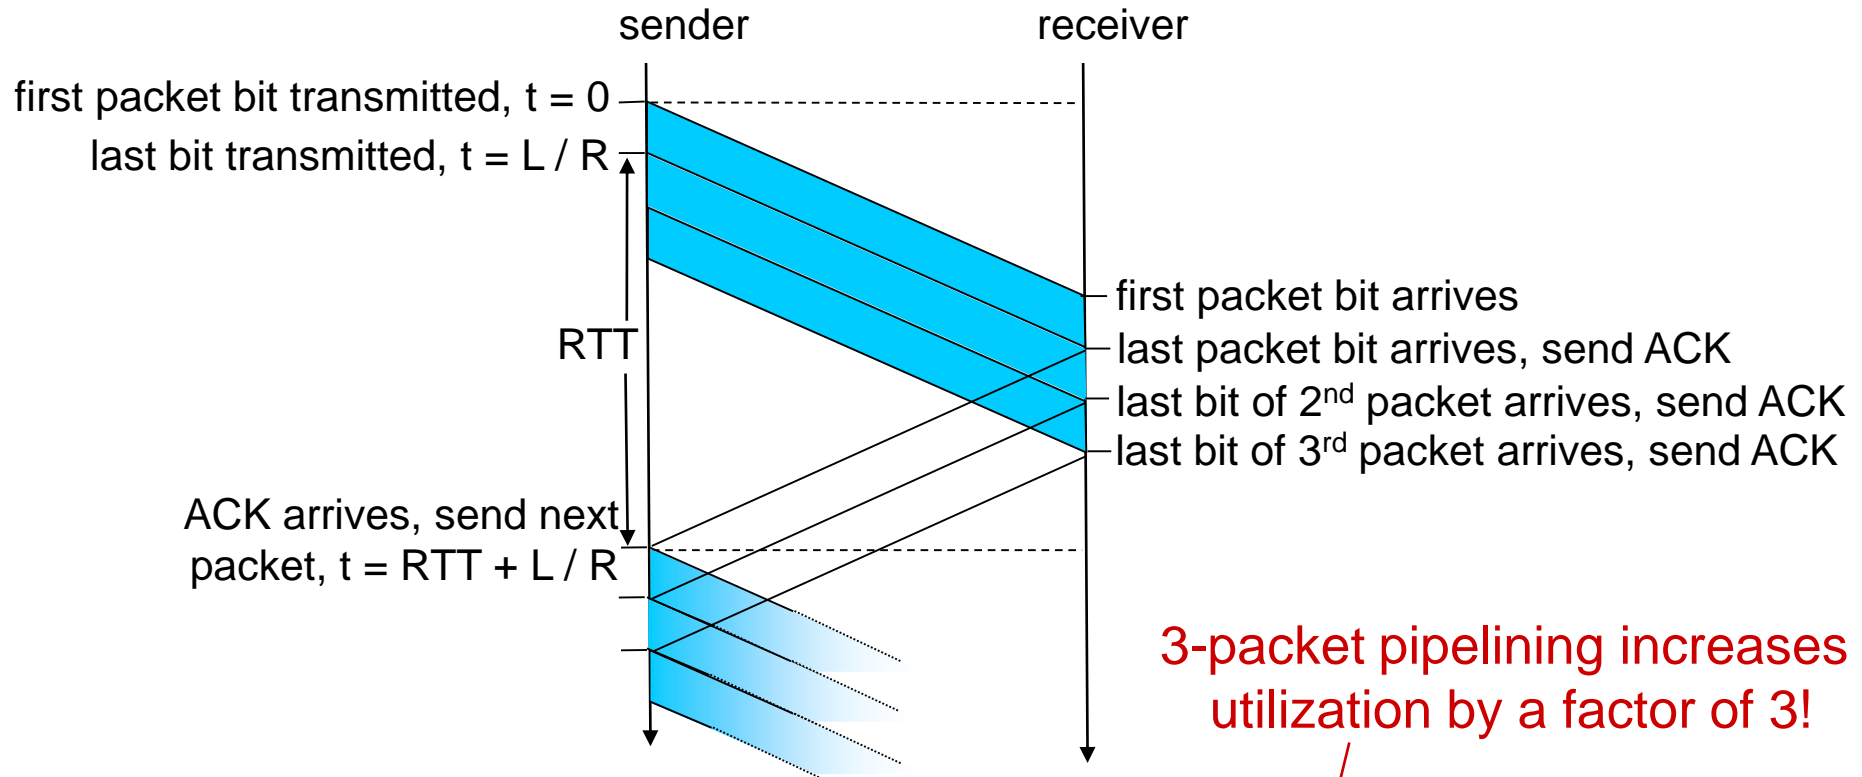 sender
receiver
first packet bit transmitted, t = 0
last bit transmitted, t = L / R
RTT
first packet bit arrives
last packet bit arrives, send ACK
last bit of 2nd packet arrives, send ACK
last bit of 3rd packet arrives, send ACK
ACK arrives, send next
packet, t = RTT + L / R
3-packet pipelining increases
utilization by a factor of 3!